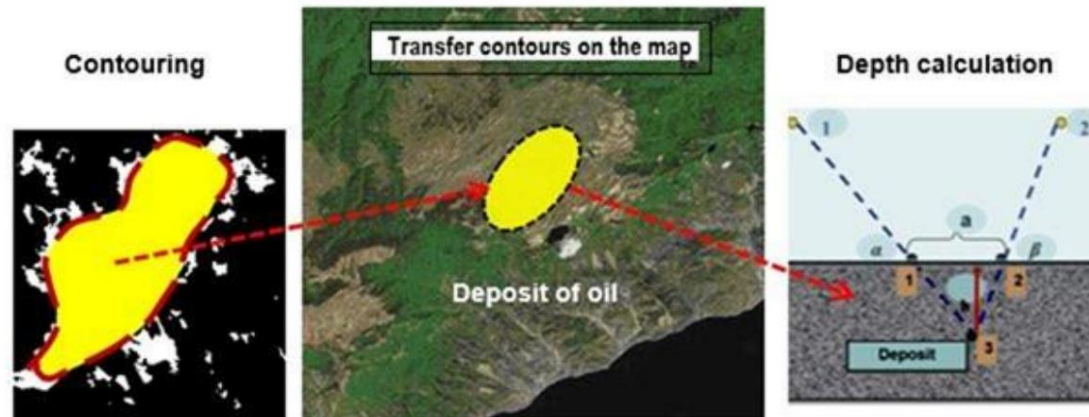 Contouring
Transfer contours on the map
Deposit of oil
Depth calculation
1
2
a
α
β
1
2
3
Deposit